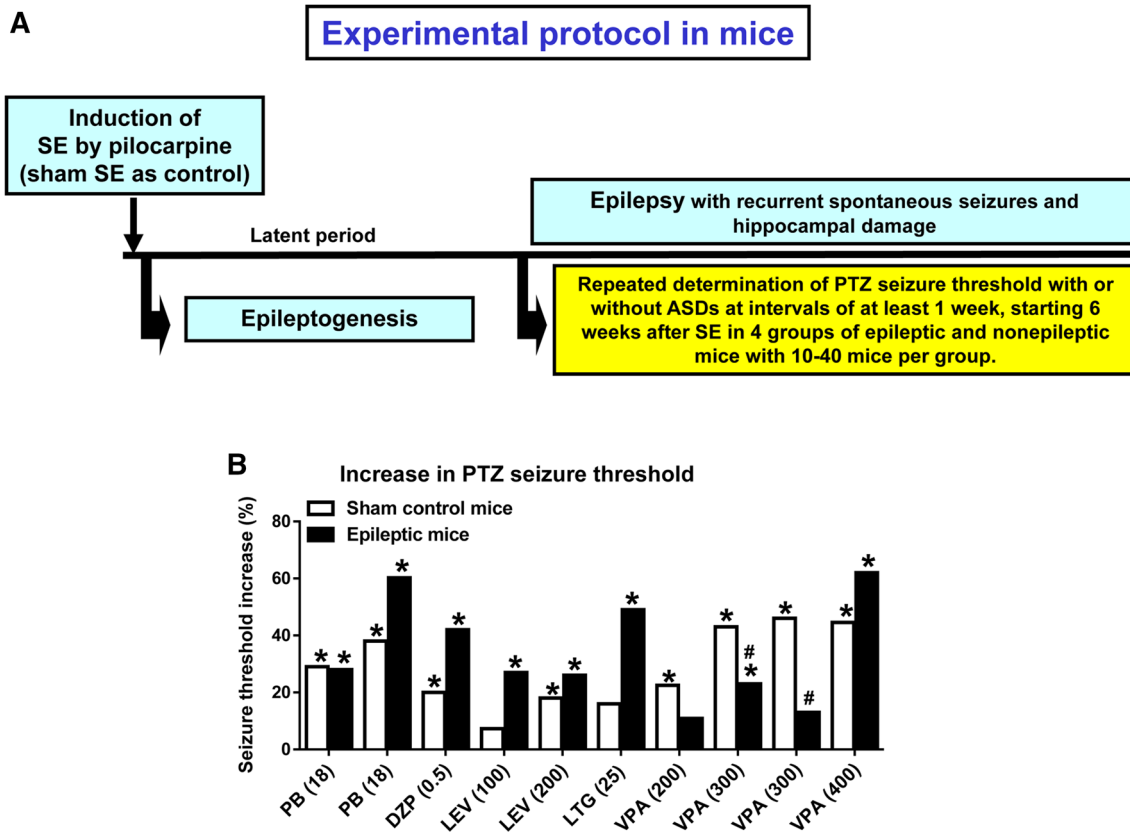 A
Experimental protocol in mice
Induction of
SE by pilocarpine
(sham SE as control)
Latent period
Epilepsy with recurrent spontaneous seizures and
hippocampal damage
Epileptogenesis
Repeated determination of PTZ seizure threshold with or
without ASDs at intervals of at least 1 week, starting 6
weeks after SE in 4 groups of epileptic and nonepileptic
mice with 10-40 mice per group.
B
Increase in PTZ seizure threshold
Sham control mice
Epileptic mice
Seizure threshold increase (%)
80
60
40
20
0
* * * * * * * * * * * # * * # * *
PB (18)
PB (18)
DZP (0.5)
LEV (100)
LEV (200)
LTG (25)
VPA (200)
VPA (300)
VPA (300)
VPA (400)